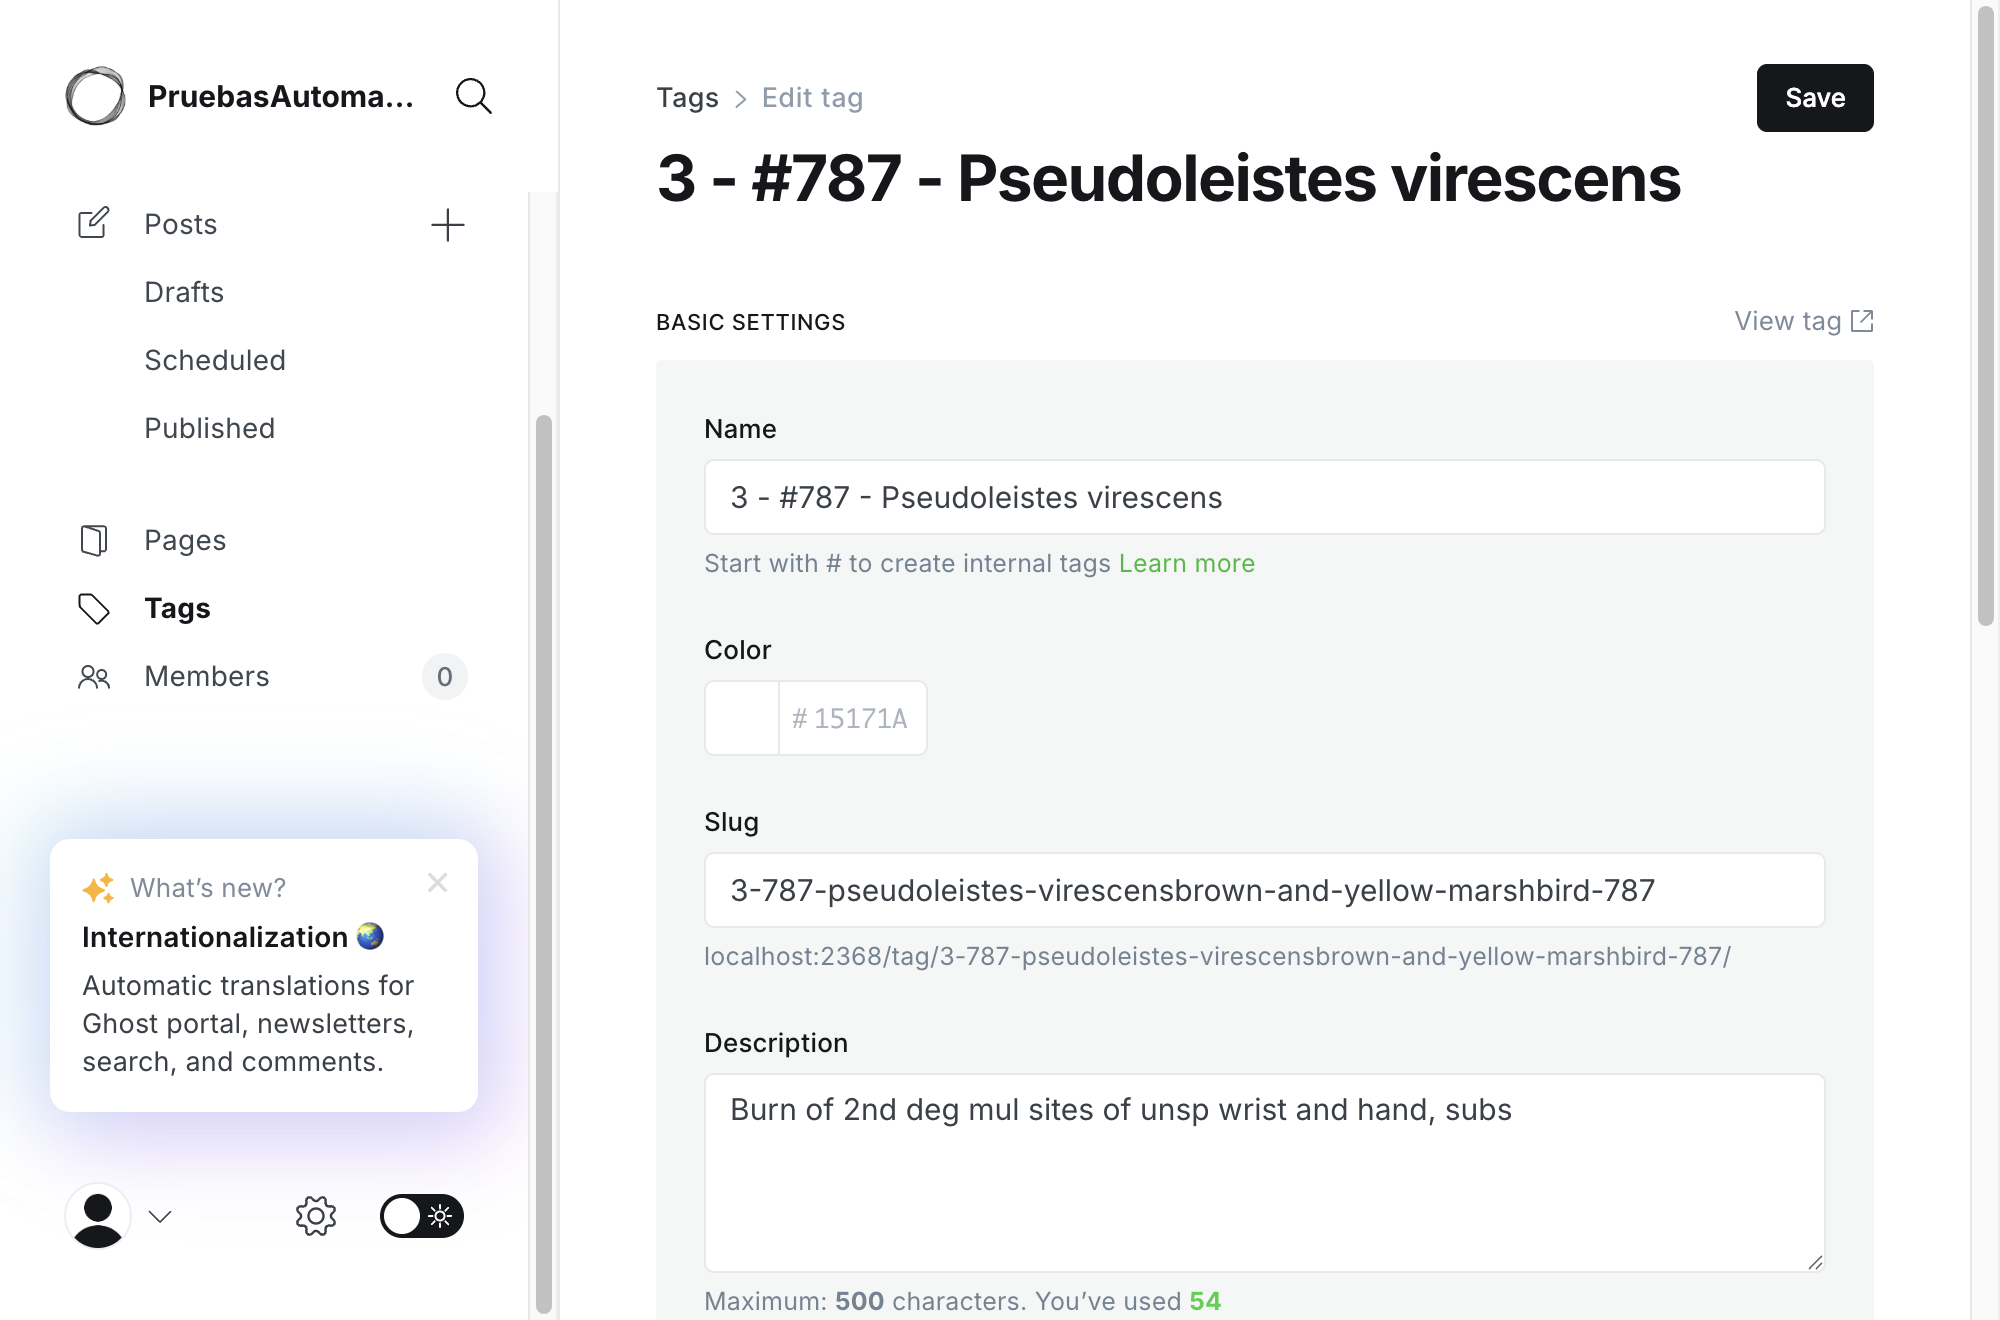 PruebasAutoma...
Posts
Drafts
Scheduled
Published
Pages
Tags
Members 0
What’s new?
Internationalization
Automatic translations for
Ghost portal, newsletters,
search, and comments.
Tags > Edit tag
Save
3 - #787 - Pseudoleistes virescens
BASIC SETTINGS
View tag
Name
3 - #787 - Pseudoleistes virescens
Start with # to create internal tags Learn more
Color
# 15171A
Slug
3-787-pseudoleistes-virescensbrown-and-yellow-marshbird-787
localhost:2368/tag/3-787-pseudoleistes-virescensbrown-and-yellow-marshbird-787/
Description
Burn of 2nd deg mul sites of unsp wrist and hand, subs
Maximum: 500 characters. You’ve used 54